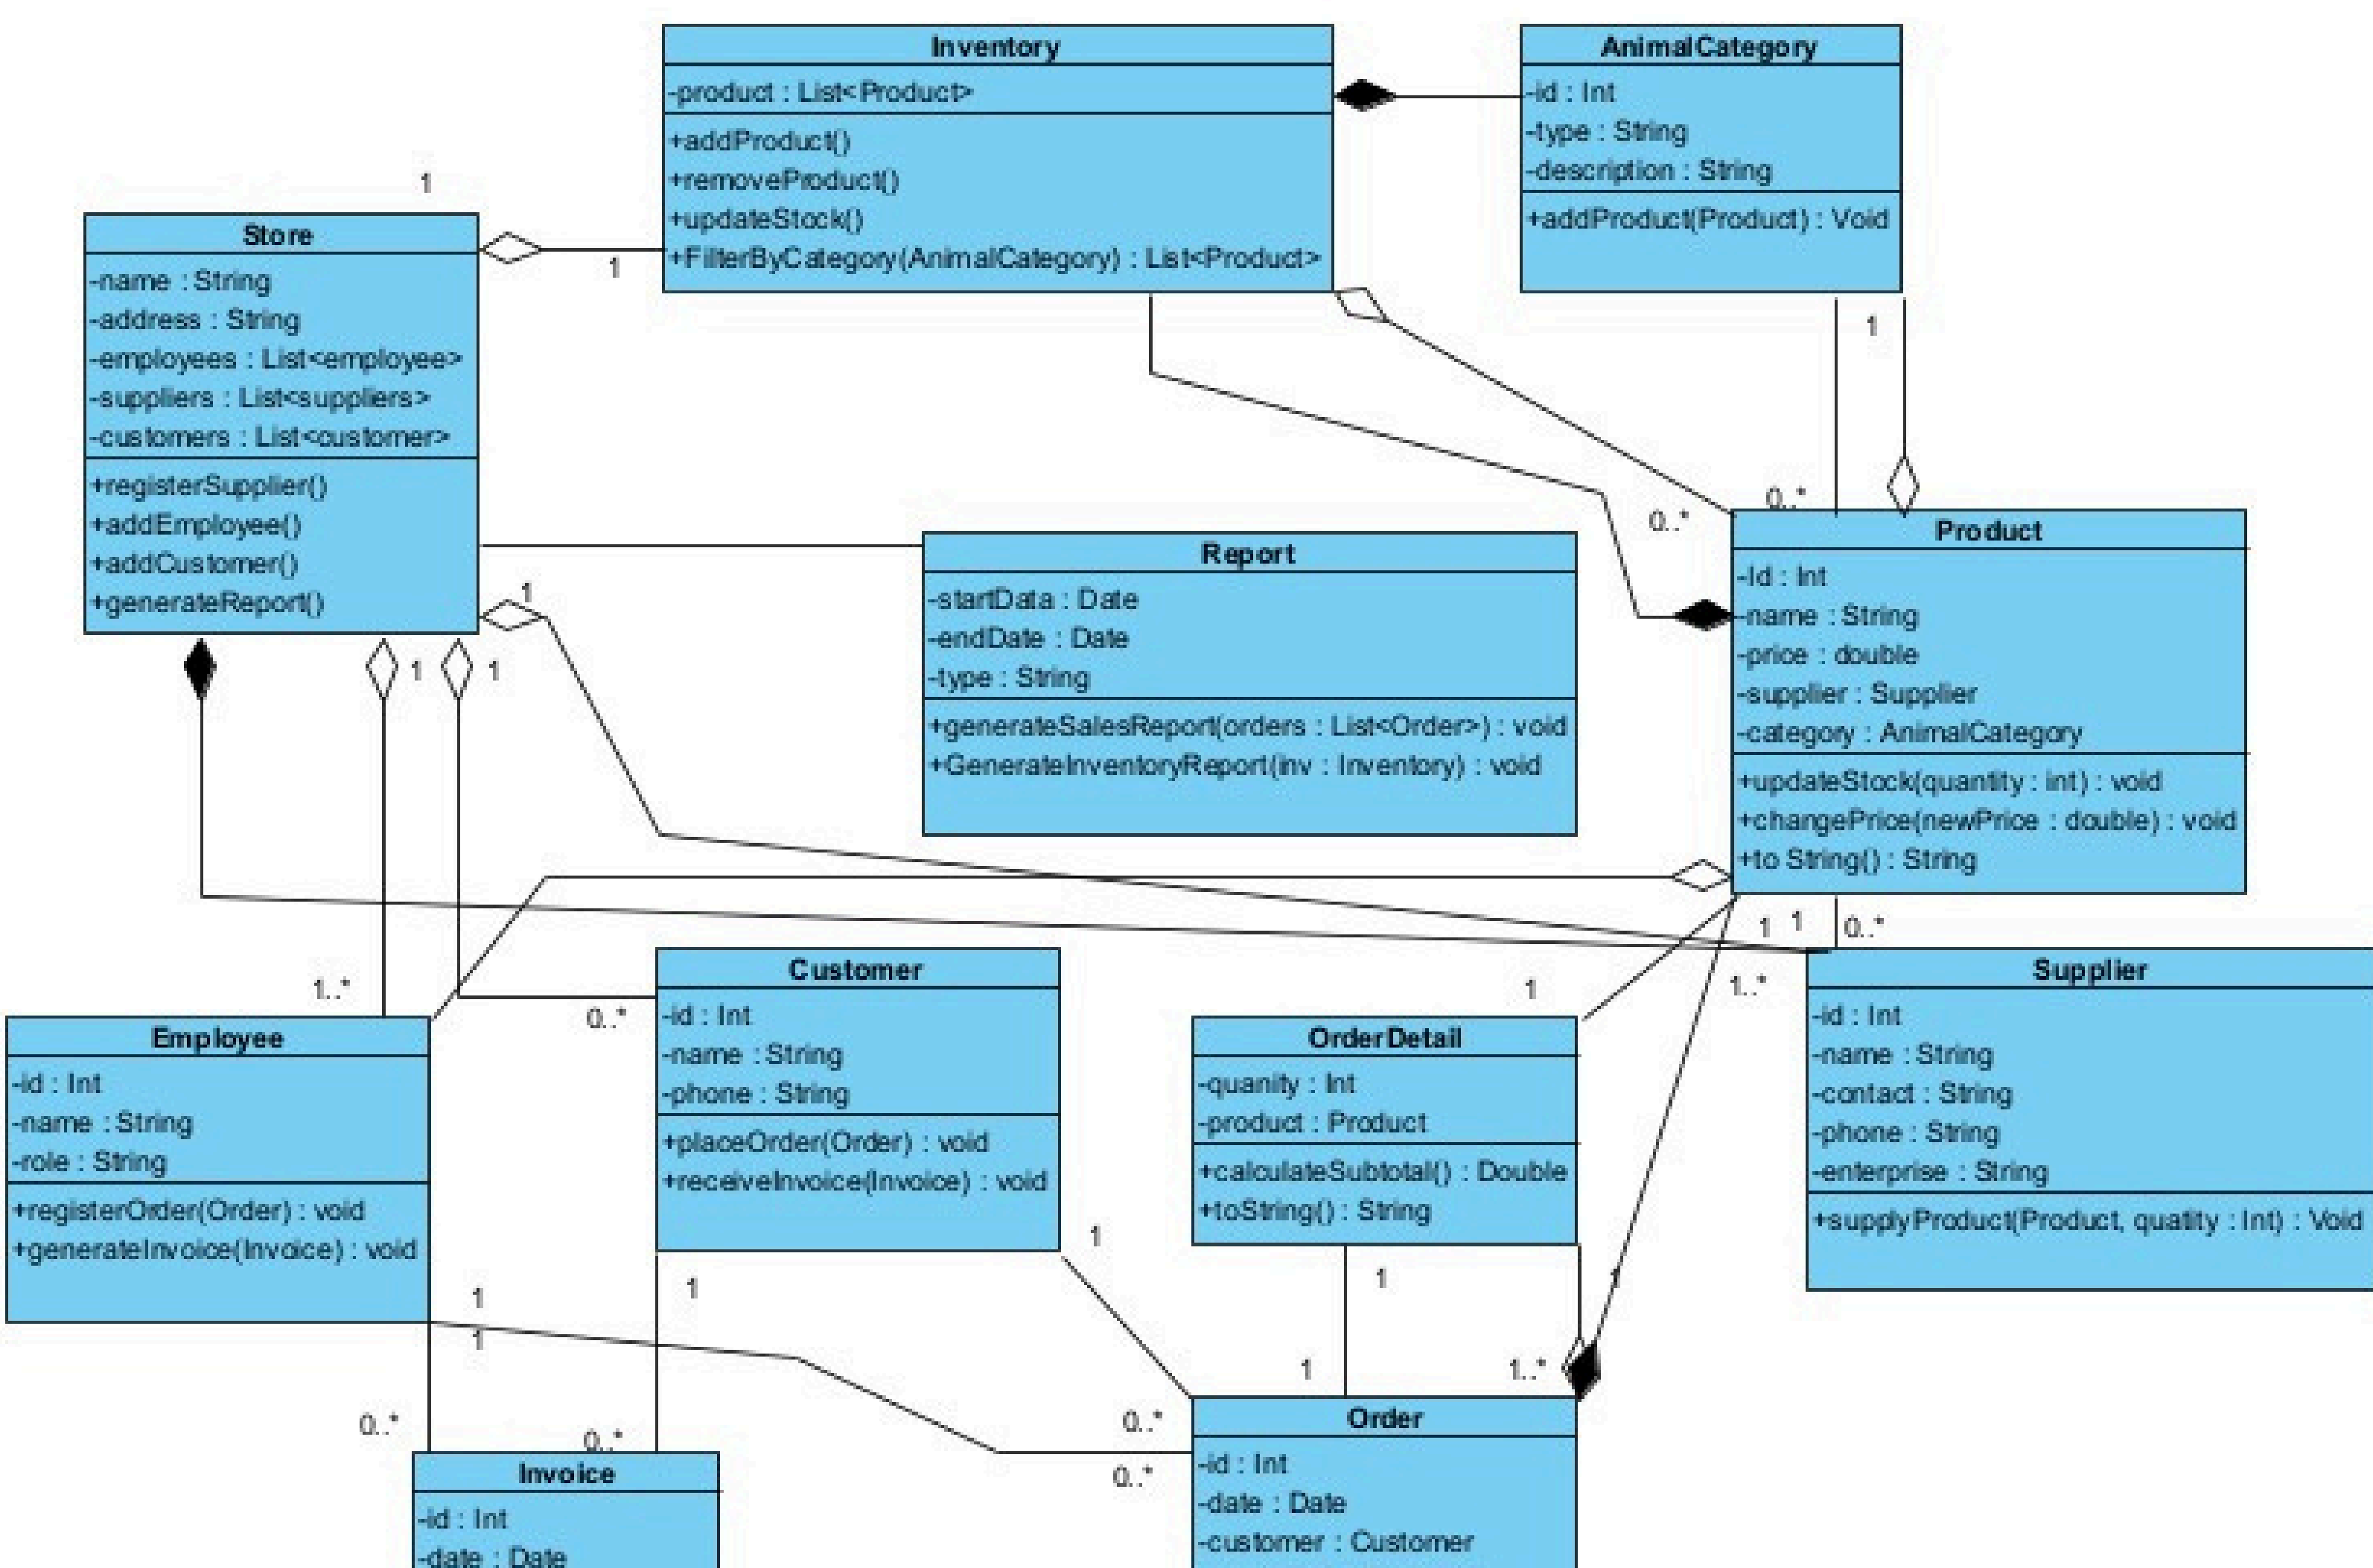 Inventory
-product : List<Product>
+addProduct()
+removeProduct()
+updateStock()
+FilterByCategory(AnimalCategory) : List<Product>
AnimalCategory
-id : Int
-type : String
-description : String
+addProduct(Product) : Void
1
1
Store
-name : String
-address : String
-employees : List<employee>
-suppliers : List<suppliers>
-customers : List<customer>
+registerSupplier()
+addEmployee()
+addCustomer()
+generateReport()
1
0..*
0..*
Report
-startData : Date
-endDate : Date
-type : String
+generateSalesReport(orders : List<Order>) : void
+GenerateInventoryReport(inv : Inventory) : void
Product
-Id : Int
-name : String
-price : double
-supplier : Supplier
-category : AnimalCategory
+updateStock(quantity : int) : void
+changePrice(newPrice : double) : void
+to String() : String
1
1
1
1
1
0..*
1..*
0..*
1
1..*
Employee
-id : Int
-name : String
-role : String
+registerOrder(Order) : void
+generateInvoice(Invoice) : void
Customer
-id : Int
-name : String
-phone : String
+placeOrder(Order) : void
+receiveInvoice(Invoice) : void
OrderDetail
-quanity : Int
-product : Product
+calculateSubtotal() : Double
+toString() : String
Supplier
-id : Int
-name : String
-contact : String
-phone : String
-enterprise : String
+supplyProduct(Product, quatity : Int) : Void
1
1
1
1
1
1
1
1..*
0..*
0..*
0..*
0..*
Invoice
-id : Int
-date : Date
Order
-id : Int
-date : Date
-customer : Customer